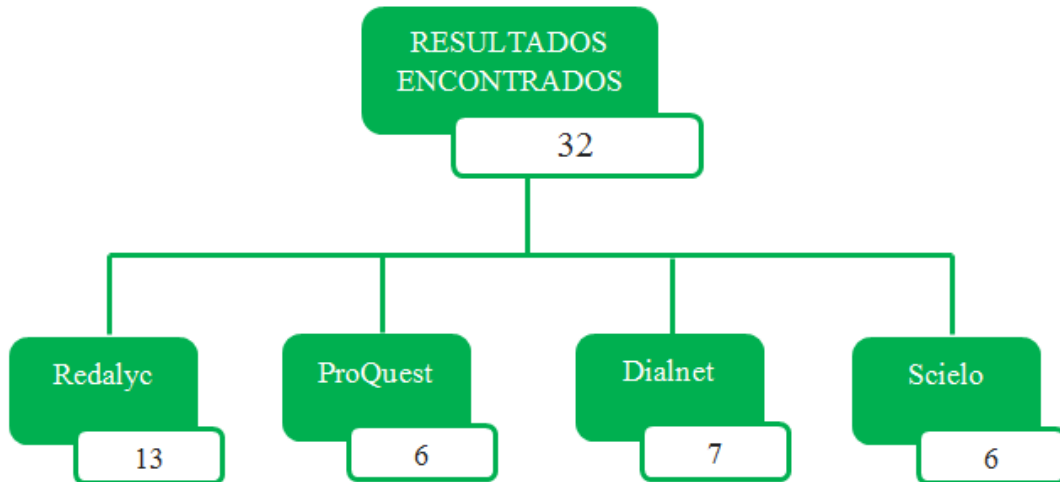 RESULTADOS
ENCONTRADOS
32
Redalyc
13
ProQuest
6
Dialnet
7
Scielo
6